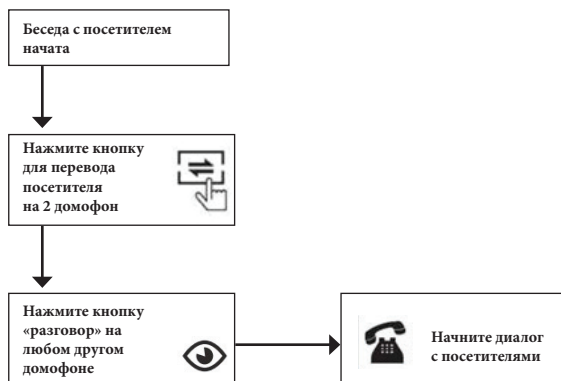 Беседа с посетителем
начата
Нажмите кнопку
для перевода
посетителя
на 2 домофон
Нажмите кнопку
«разговор» на
любом другом
домофоне
Начните диалог
с посетителями